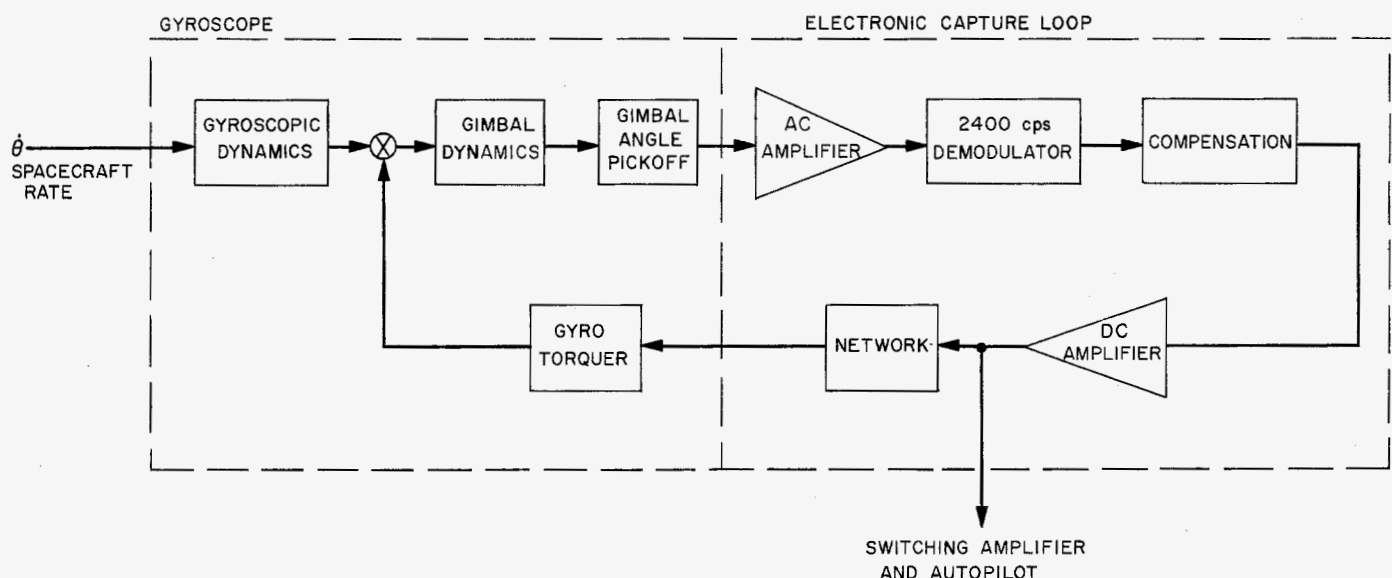 GYROSCOPE
ELECTRONIC CAPTURE LOOP
θ̇
SPACECRAFT
RATE
GYROSCOPIC
DYNAMICS
GIMBAL
DYNAMICS
GIMBAL
ANGLE
PICKOFF
AC
AMPLIFIER
2400 cps
DEMODULATOR
COMPENSATION
GYRO
TORQUER
NETWORK
DC
AMPLIFIER
SWITCHING AMPLIFIER
AND AUTOPILOT